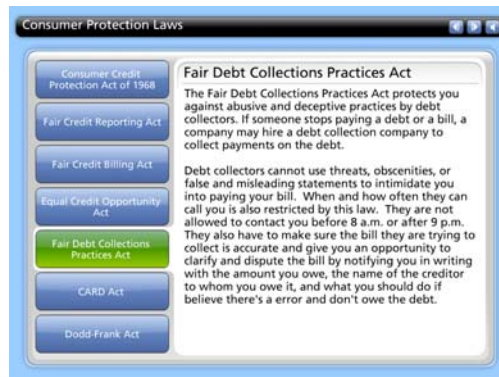 Consumer Protection Laws
Consumer Credit
Protection Act of 1968
Fair Credit Reporting Act
Fair Credit Billing Act
Equal Credit Opportunity
Act
Fair Debt Collections
Practices Act
CARD Act
Dodd-Frank Act
Fair Debt Collections Practices Act
The Fair Debt Collections Practices Act protects you
against abusive and deceptive practices by debt
collectors. If someone stops paying a debt or a bill, a
company may hire a debt collection company to
collect payments on the debt.
Debt collectors cannot use threats, obscenities, or
false and misleading statements to intimidate you
into paying your bill. When and how often they can
call you is also restricted by this law. They are not
allowed to contact you before 8 a.m. or after 9 p.m.
They also have to make sure the bill they are trying to
collect is accurate and give you an opportunity to
clarify and dispute the bill by notifying you in writing
with the amount you owe, the name of the creditor
to whom you owe it, and what you should do if
believe there's a error and don't owe the debt.